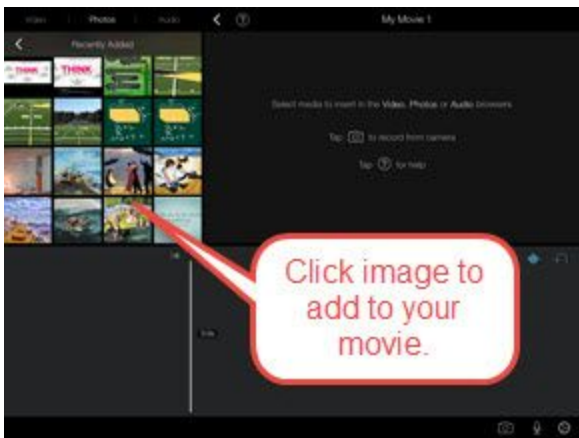 Video Photos Audio
My Movie 1
Recently Added
THINK THINK
Select media to insert in the Video, Photos or Audio browsers
Tap to record from camera
Tap ? for help
Click image to
add to your
movie.